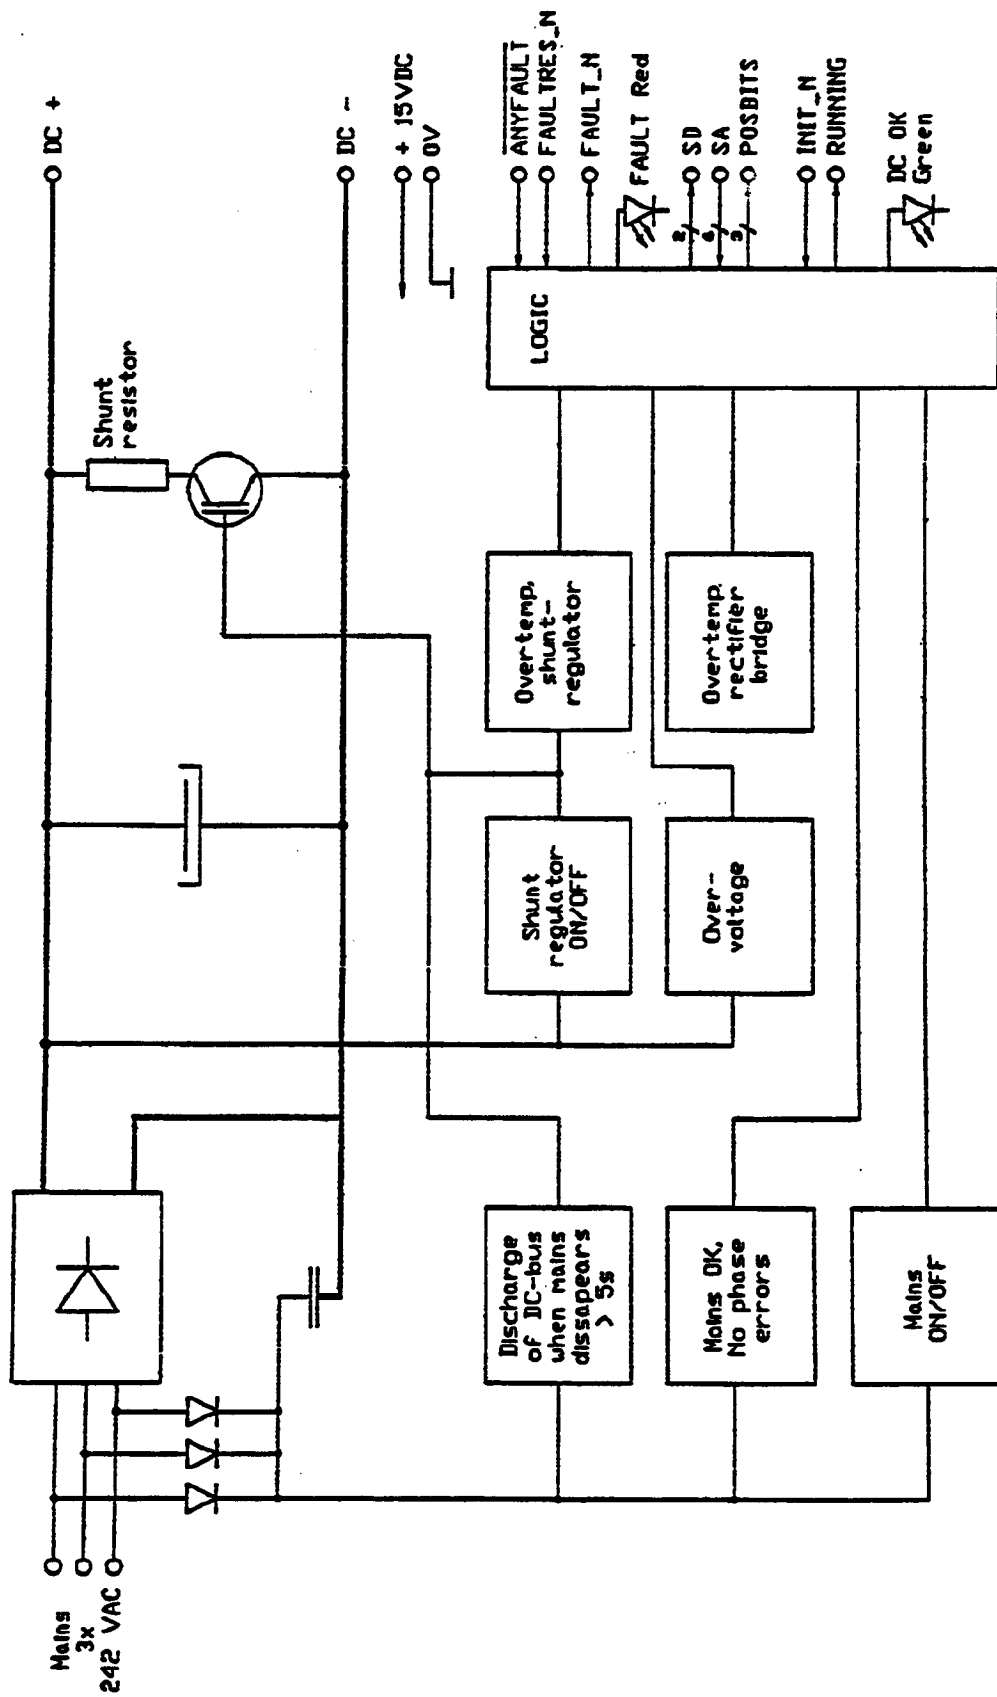 Mains
3x
242 VAC
DC +
Shunt
resistor
DC -
+ 15VDC
0V
Discharge
of DC-bus
when mains
dissapears
> 5s
Shunt
regulator
ON/OFF
Overtemp.
shunt-
regulator
Mains OK,
No phase
errors
Over-
voltage
Overtemp.
rectifier
bridge
Mains
ON/OFF
LOGIC
ANYFAULT
FAULTRES_N
FAULT_N
FAULT Red
2
SD
SA
3
POSBITS
INIT_N
RUNNING
DC OK
Green